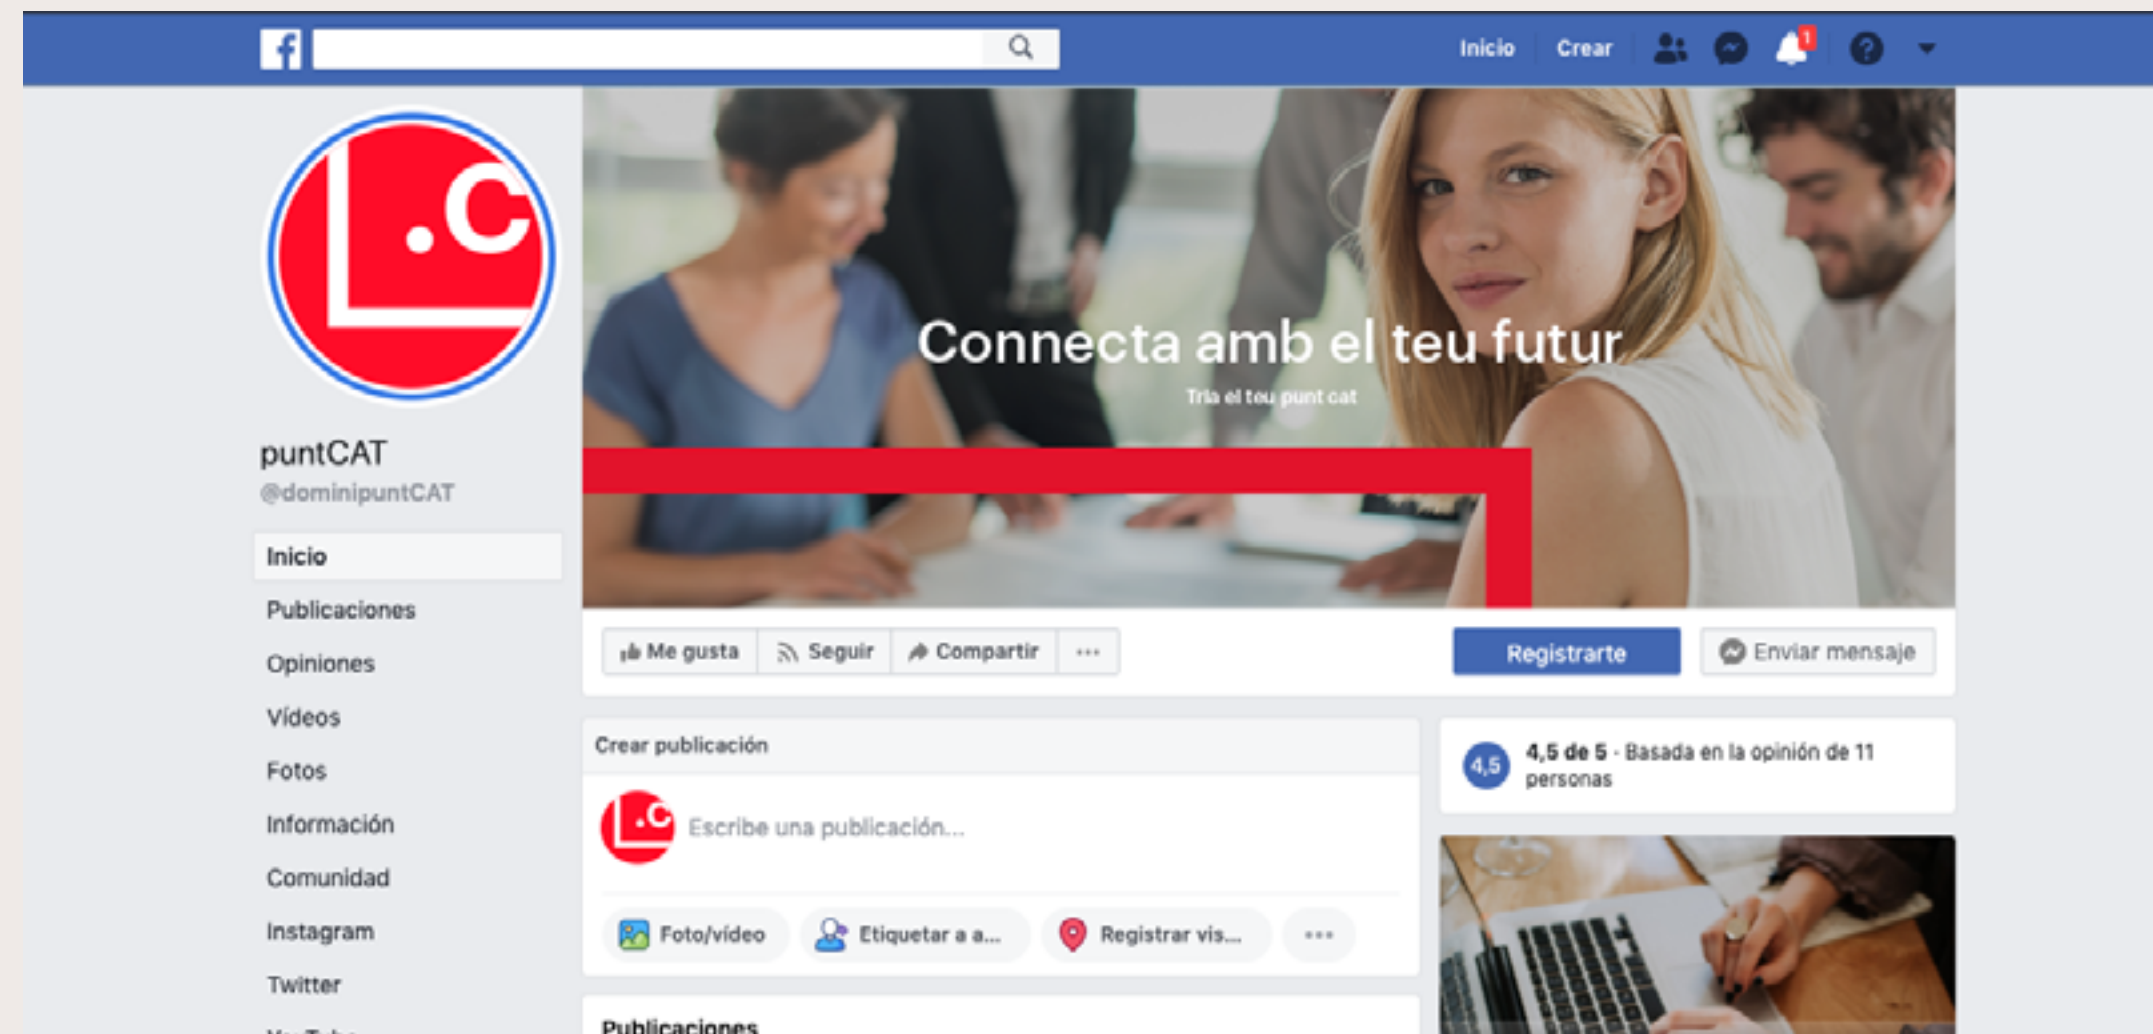 Inicio Crear 1
.C
puntCAT
@dominipuntCAT
Inicio
Publicaciones
Opiniones
Vídeos
Fotos
Información
Comunidad
Instagram
Twitter
YouTube
Connecta amb el teu futur
Tria el teu punt cat
Me gusta Seguir Compartir ...
Registrarte Enviar mensaje
Crear publicación
.C
Escribe una publicación...
Foto/vídeo Etiquetar a a... Registrar vis... ...
Publicaciones
4,5
4,5 de 5 · Basada en la opinión de 11
personas